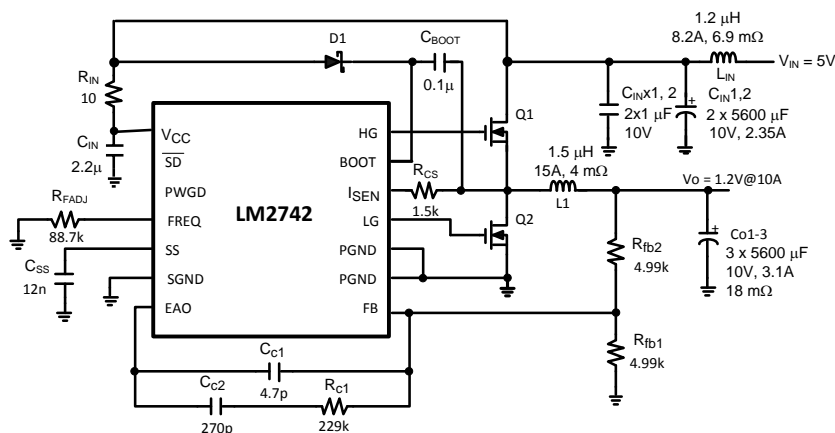 D1
CBOOT
0.1μ
1.2 μH
8.2A, 6.9 mΩ
LIN
VIN = 5V
RIN
10
CIN
2.2μ
CINx1, 2
2x1 μF
10V
+
CIN1,2
2 x 5600 μF
10V, 2.35A
Q1
VCC
SD
PWGD
FREQ
SS
SGND
EAO
LM2742
HG
BOOT
ISEN
LG
PGND
PGND
FB
RCS
1.5k
1.5 μH
15A, 4 mΩ
L1
Vo = 1.2V@10A
Q2
RFADJ
88.7k
CSS
12n
Rfb2
4.99k
+
Co1-3
3 x 5600 μF
10V, 3.1A
18 mΩ
Rfb1
4.99k
Cc1
4.7p
Cc2
270p
Rc1
229k